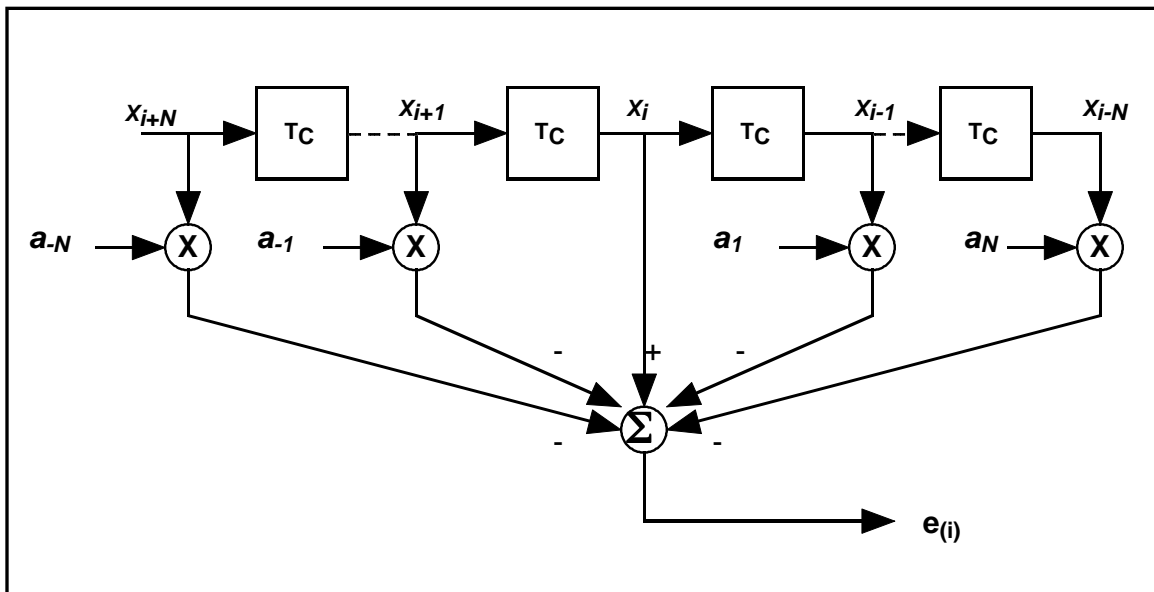 x_{i+N} T_C x_{i+1} T_C x_i T_C x_{i-1} T_C x_{i-N}
a_{-N} X a_{-1} X a_1 X a_N X
- + -
- Σ -
e_{(i)}